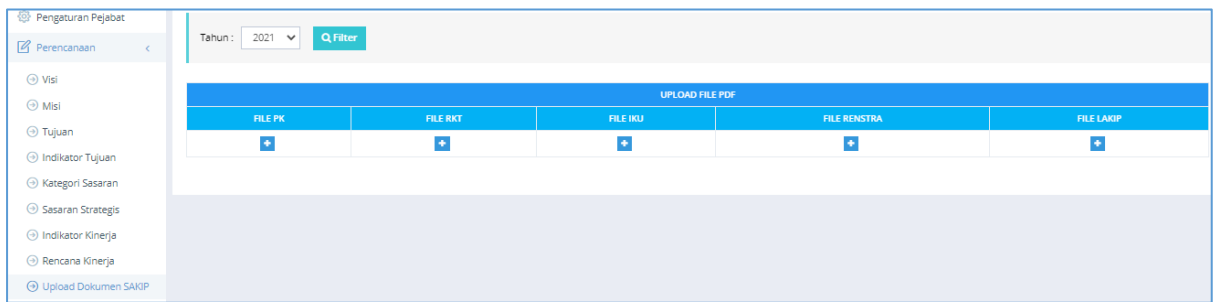 Pengaturan Pejabat
Perencanaan
Visi
Misi
Tujuan
Indikator Tujuan
Kategori Sasaran
Sasaran Strategis
Indikator Kinerja
Rencana Kinerja
Upload Dokumen SAKIP
Tahun : 2021 Filter
UPLOAD FILE PDF
FILE PK FILE RKT FILE IKU FILE RENSTRA FILE LAKIP